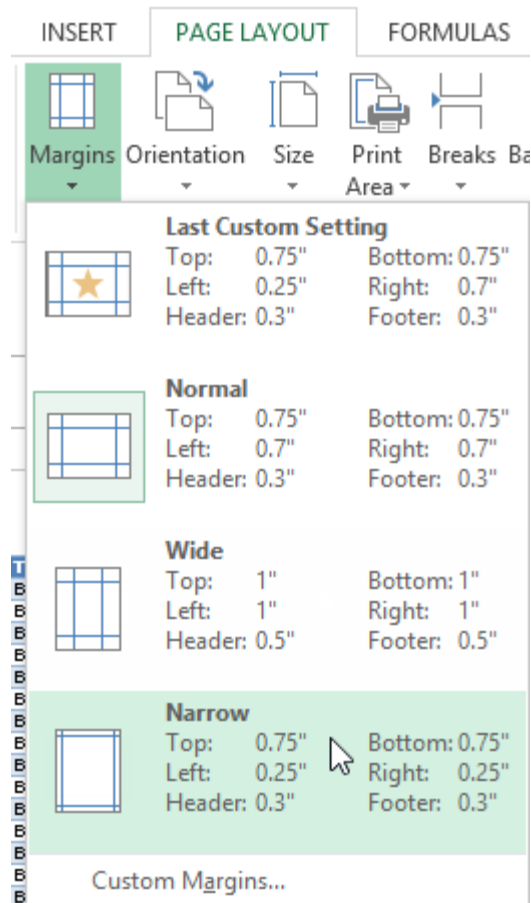 INSERT PAGE LAYOUT FORMULAS
Margins Orientation Size Print Area Breaks Ba
Last Custom Setting
Top: 0.75" Bottom: 0.75"
Left: 0.25" Right: 0.7"
Header: 0.3" Footer: 0.3"
Normal
Top: 0.75" Bottom: 0.75"
Left: 0.7" Right: 0.7"
Header: 0.3" Footer: 0.3"
Wide
Top: 1" Bottom: 1"
Left: 1" Right: 1"
Header: 0.5" Footer: 0.5"
Narrow
Top: 0.75" Bottom: 0.75"
Left: 0.25" Right: 0.25"
Header: 0.3" Footer: 0.3"
Custom Margins...